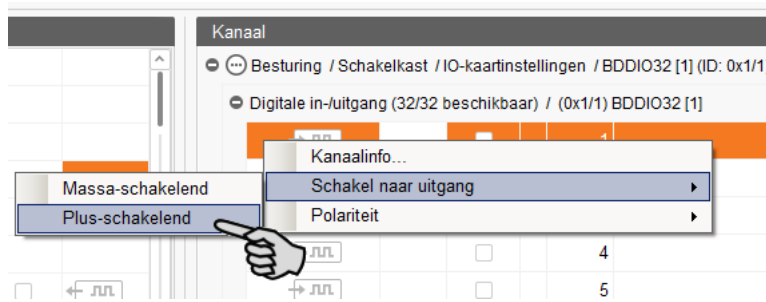 Kanaal
Besturing / Schakelkast / IO-kaartinstellingen / BDDIO32 [1] (ID: 0x1/1
Digitale in-/uitgang (32/32 beschikbaar) / (0x1/1) BDDIO32 [1]
1
Kanaalinfo...
Schakel naar uitgang
Polariteit
Massa-schakelend
Plus-schakelend
4
5